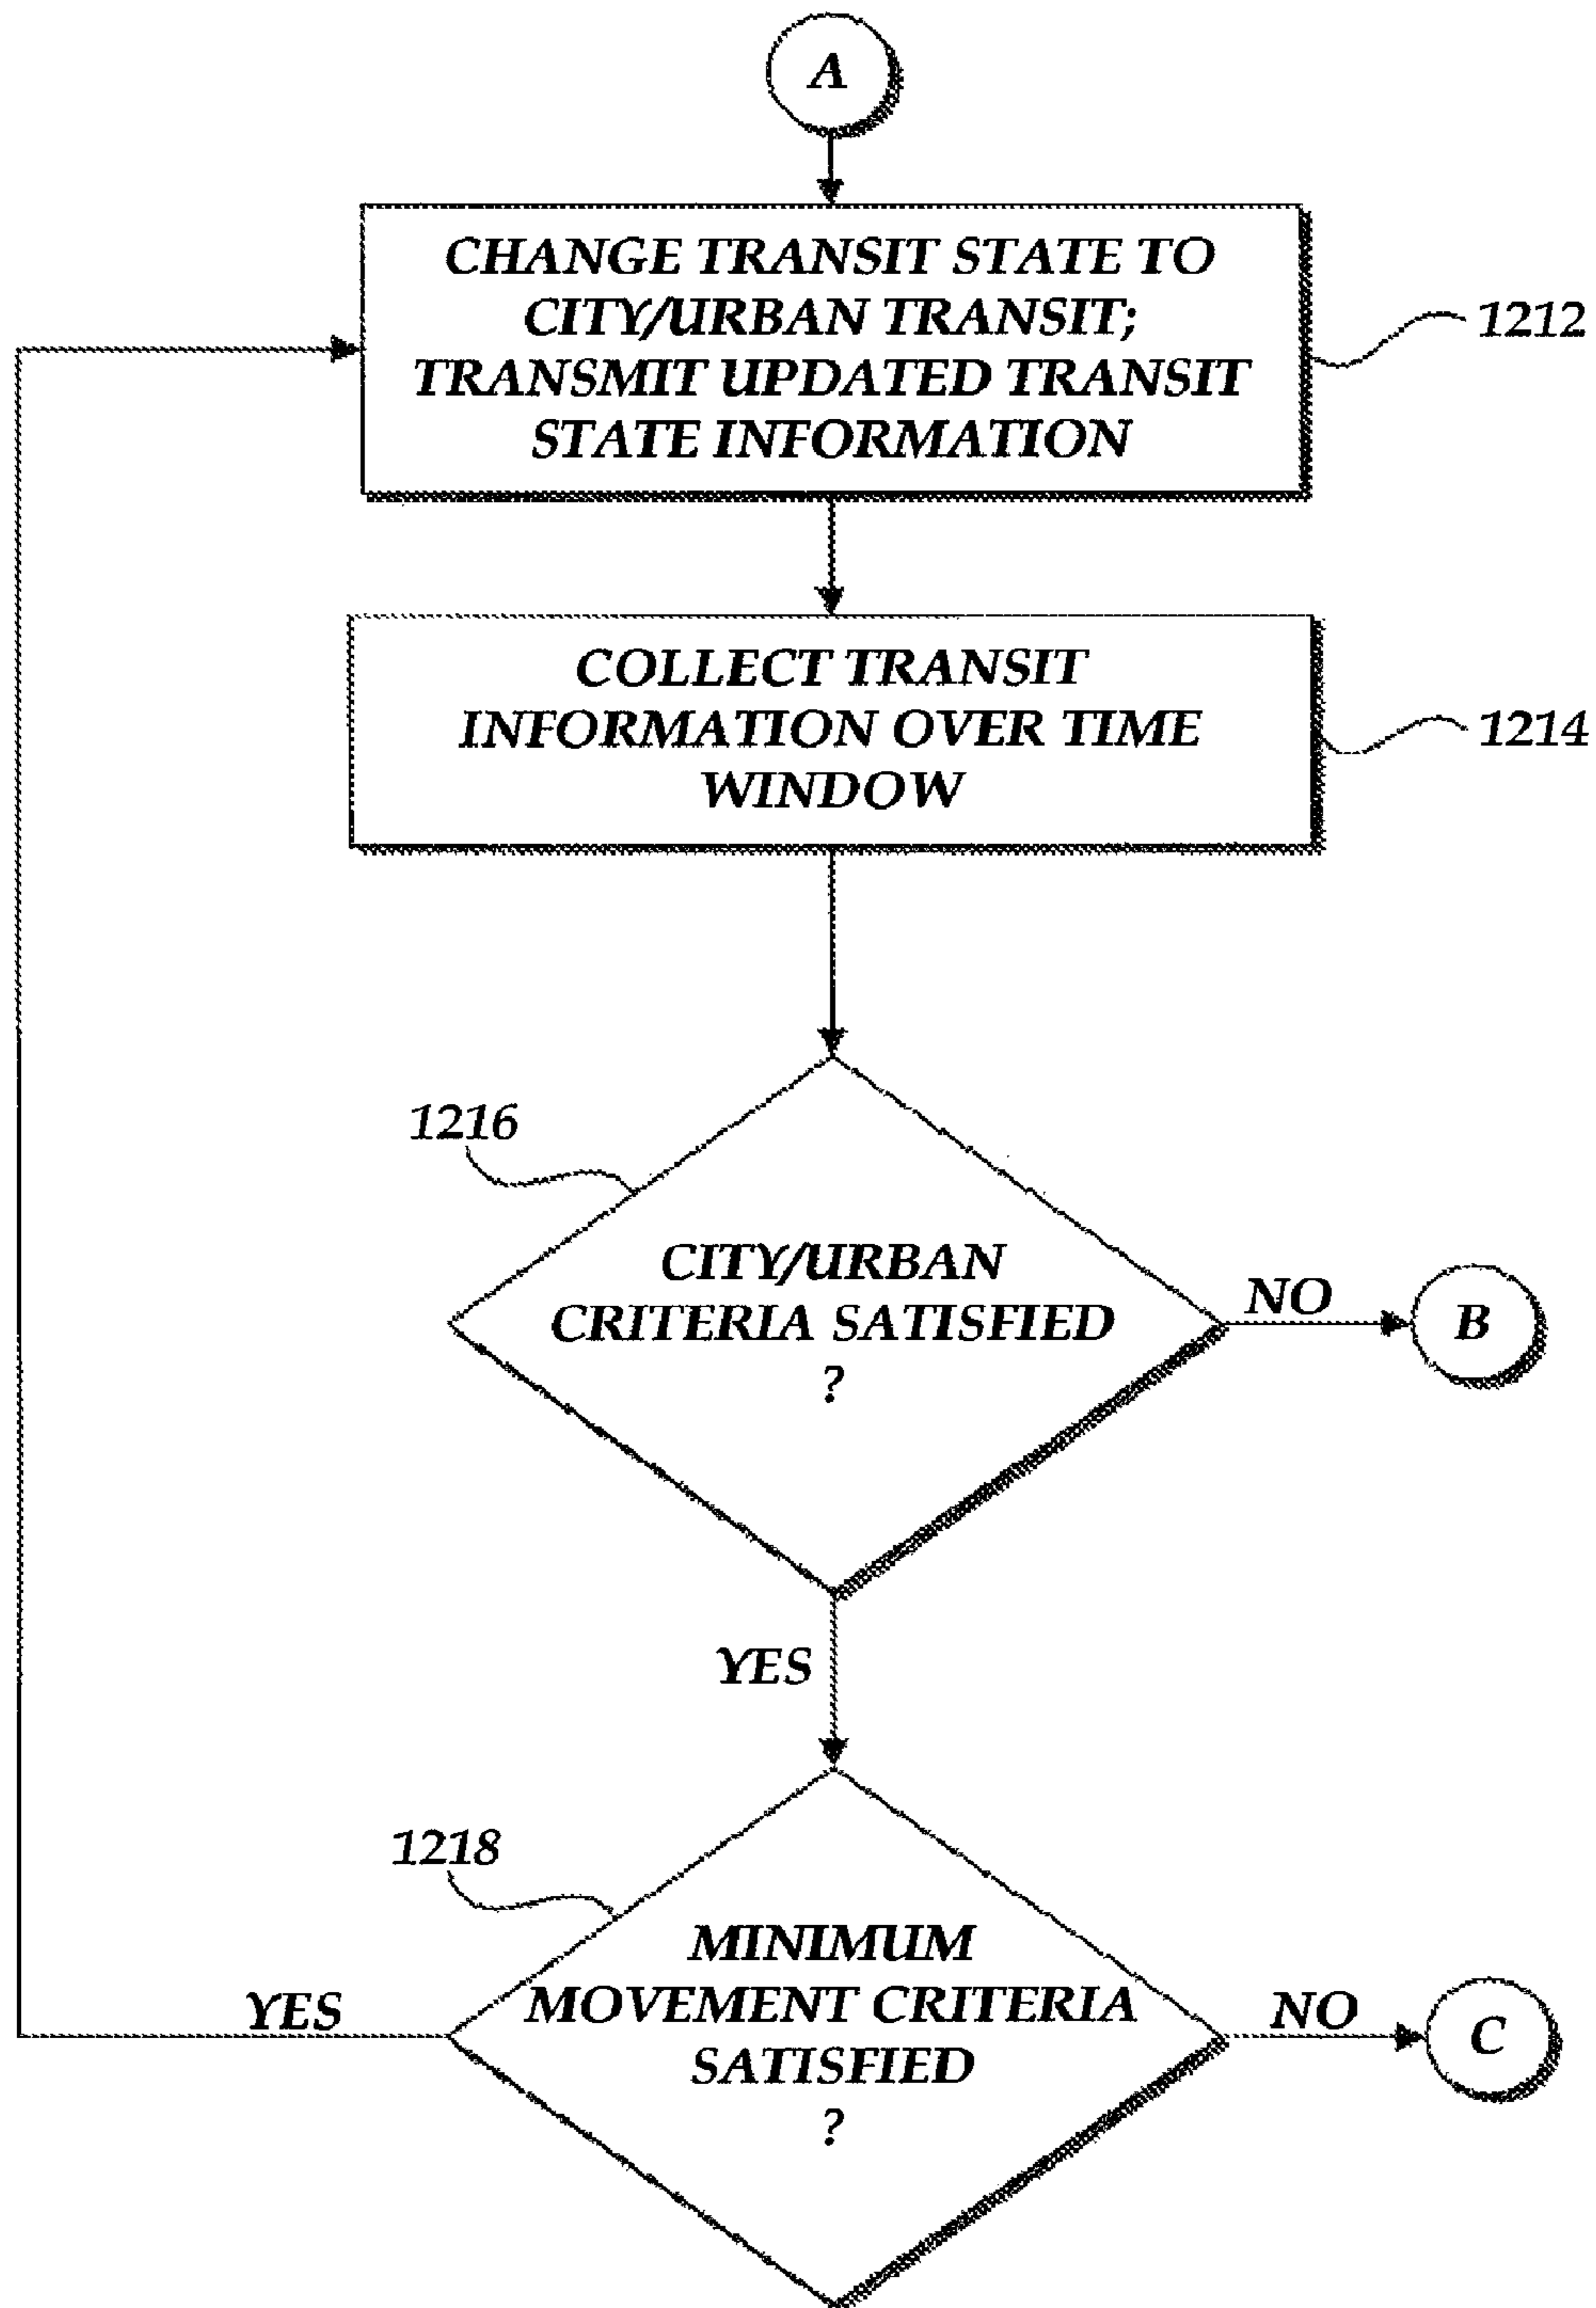 A
CHANGE TRANSIT STATE TO
CITY/URBAN TRANSIT;
TRANSMIT UPDATED TRANSIT
STATE INFORMATION
1212
COLLECT TRANSIT
INFORMATION OVER TIME
WINDOW
1214
1216
CITY/URBAN
CRITERIA SATISFIED
?
NO
B
YES
1218
MINIMUM
MOVEMENT CRITERIA
SATISFIED
?
YES
NO
C